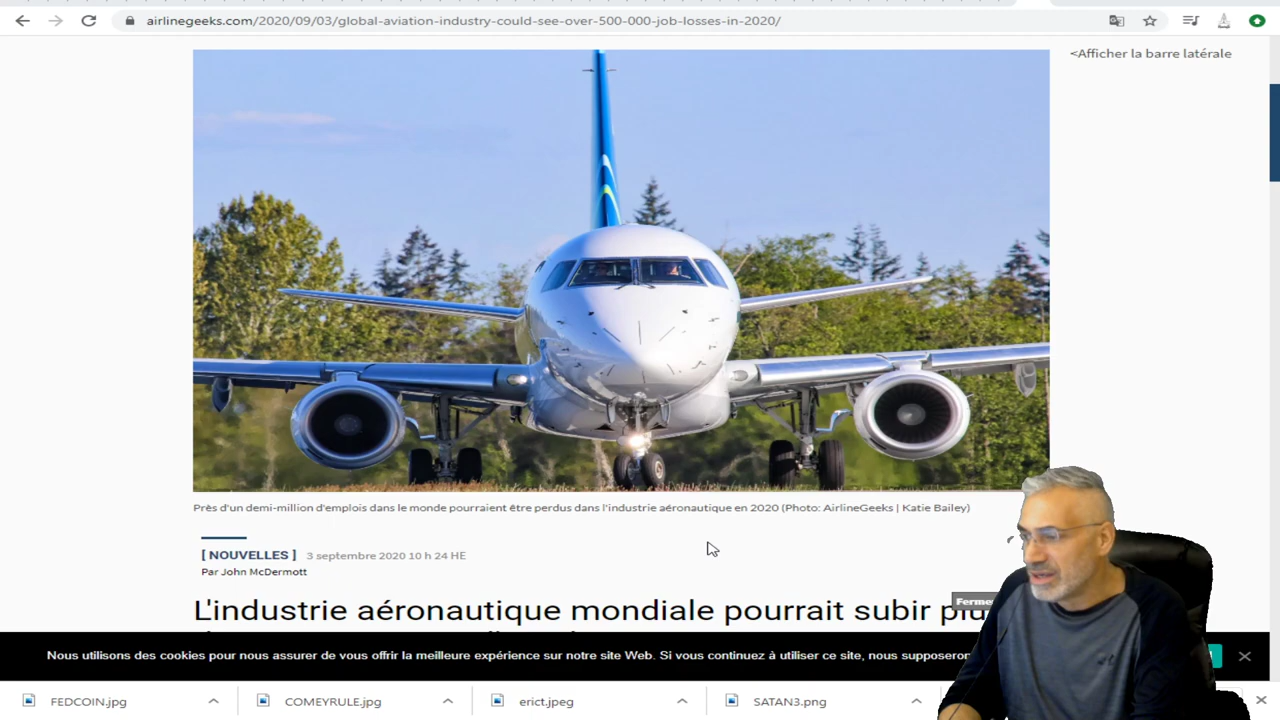 airlinegeeks.com/2020/09/03/global-aviation-industry-could-see-over-500-000-job-losses-in-2020/
<Afficher la barre latérale
Près d'un demi-million d'emplois dans le monde pourraient être perdus dans l'industrie aéronautique en 2020 (Photo: AirlineGeeks | Katie Bailey)
[ NOUVELLES ] 3 septembre 2020 10 h 24 HE
Par John McDermott
L'industrie aéronautique mondiale pourrait subir
Nous utilisons des cookies pour nous assurer de vous offrir la meilleure expérience sur notre site Web. Si vous continuez à utiliser ce site, nous
FEDCOIN.jpg COMEYRULE.jpg erict.jpeg SATAN3.png